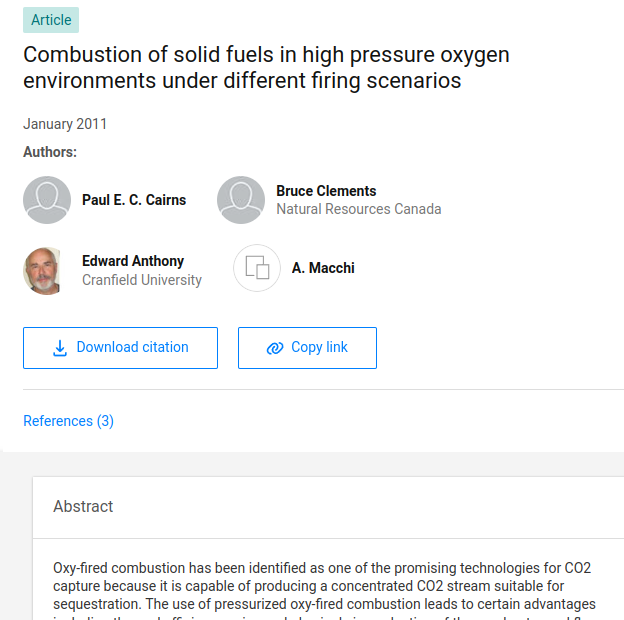 Article
Combustion of solid fuels in high pressure oxygen
environments under different firing scenarios
January 2011
Authors:
Paul E. C. Cairns
Bruce Clements
Natural Resources Canada
Edward Anthony
Cranfield University
A. Macchi
Download citation
Copy link
References (3)
Abstract
Oxy-fired combustion has been identified as one of the promising technologies for CO2
capture because it is capable of producing a concentrated CO2 stream suitable for
sequestration. The use of pressurized oxy-fired combustion leads to certain advantages